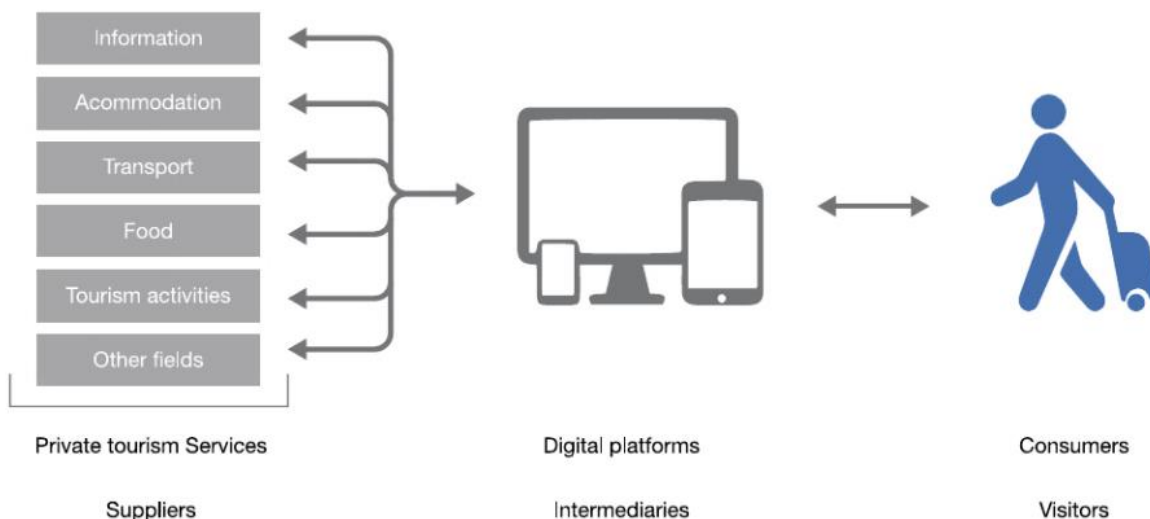 Information
Acommodation
Transport
Food
Tourism activities
Other fields
Private tourism Services
Digital platforms
Consumers
Suppliers
Intermediaries
Visitors